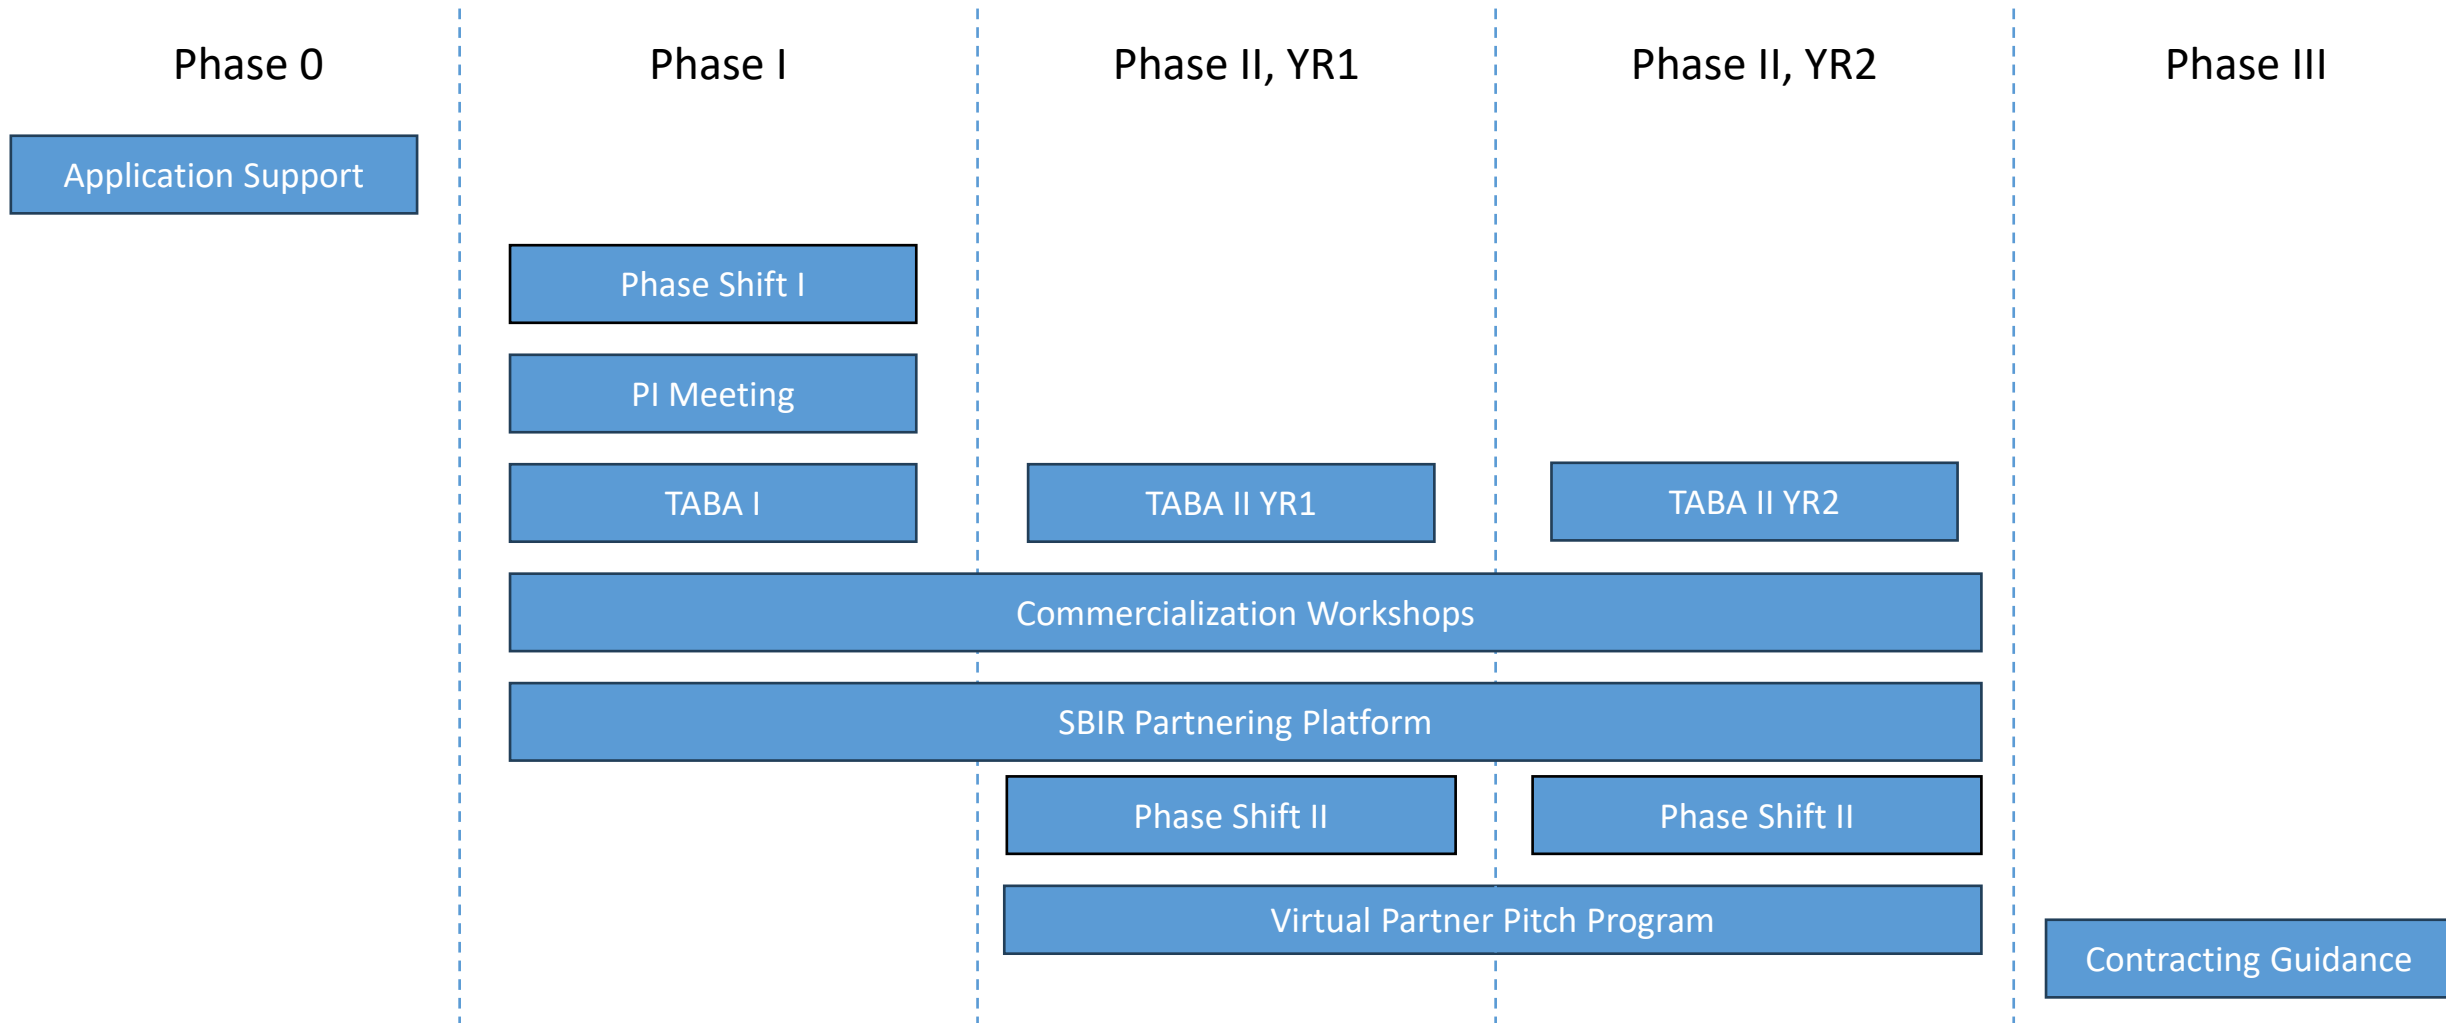 Phase 0
Phase I
Phase II, YR1
Phase II, YR2
Phase III
Application Support
Phase Shift I
PI Meeting
TABA I
TABA II YR1
TABA II YR2
Commercialization Workshops
SBIR Partnering Platform
Phase Shift II
Phase Shift II
Virtual Partner Pitch Program
Contracting Guidance